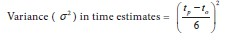 Variance ( σ² ) in time estimates = ( (tₚ – tₒ) / 6 )²